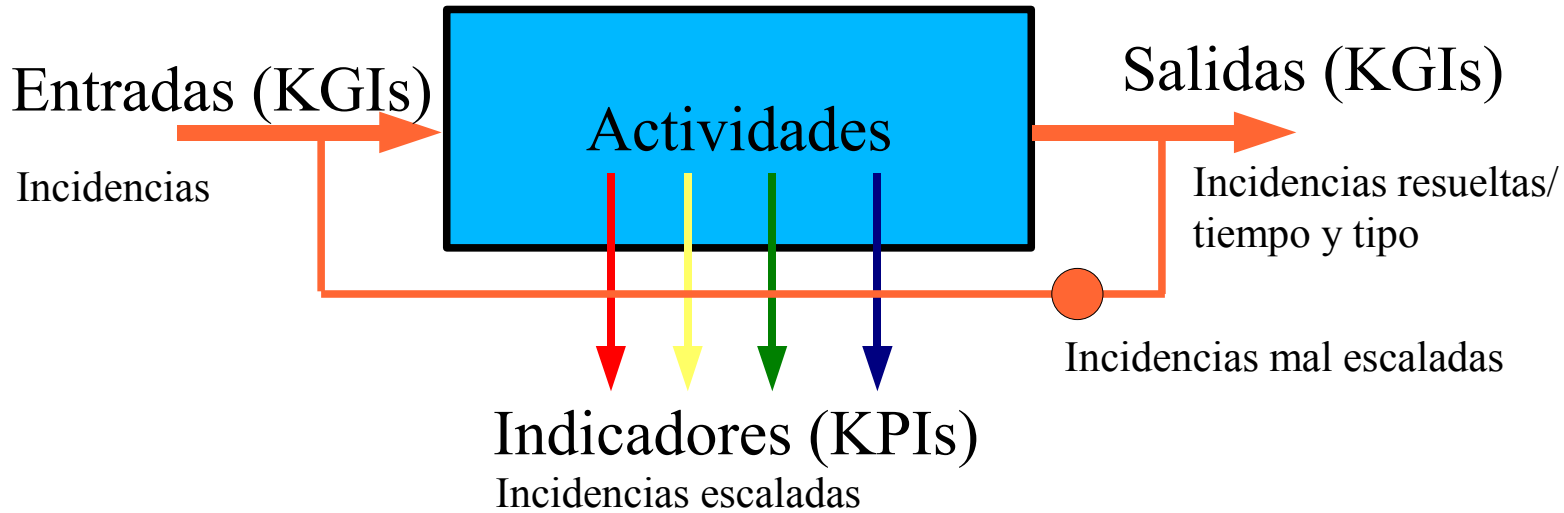 Entradas (KGIs)
Incidencias
Actividades
Salidas (KGIs)
Incidencias resueltas/
tiempo y tipo
Incidencias mal escaladas
Indicadores (KPIs)
Incidencias escaladas